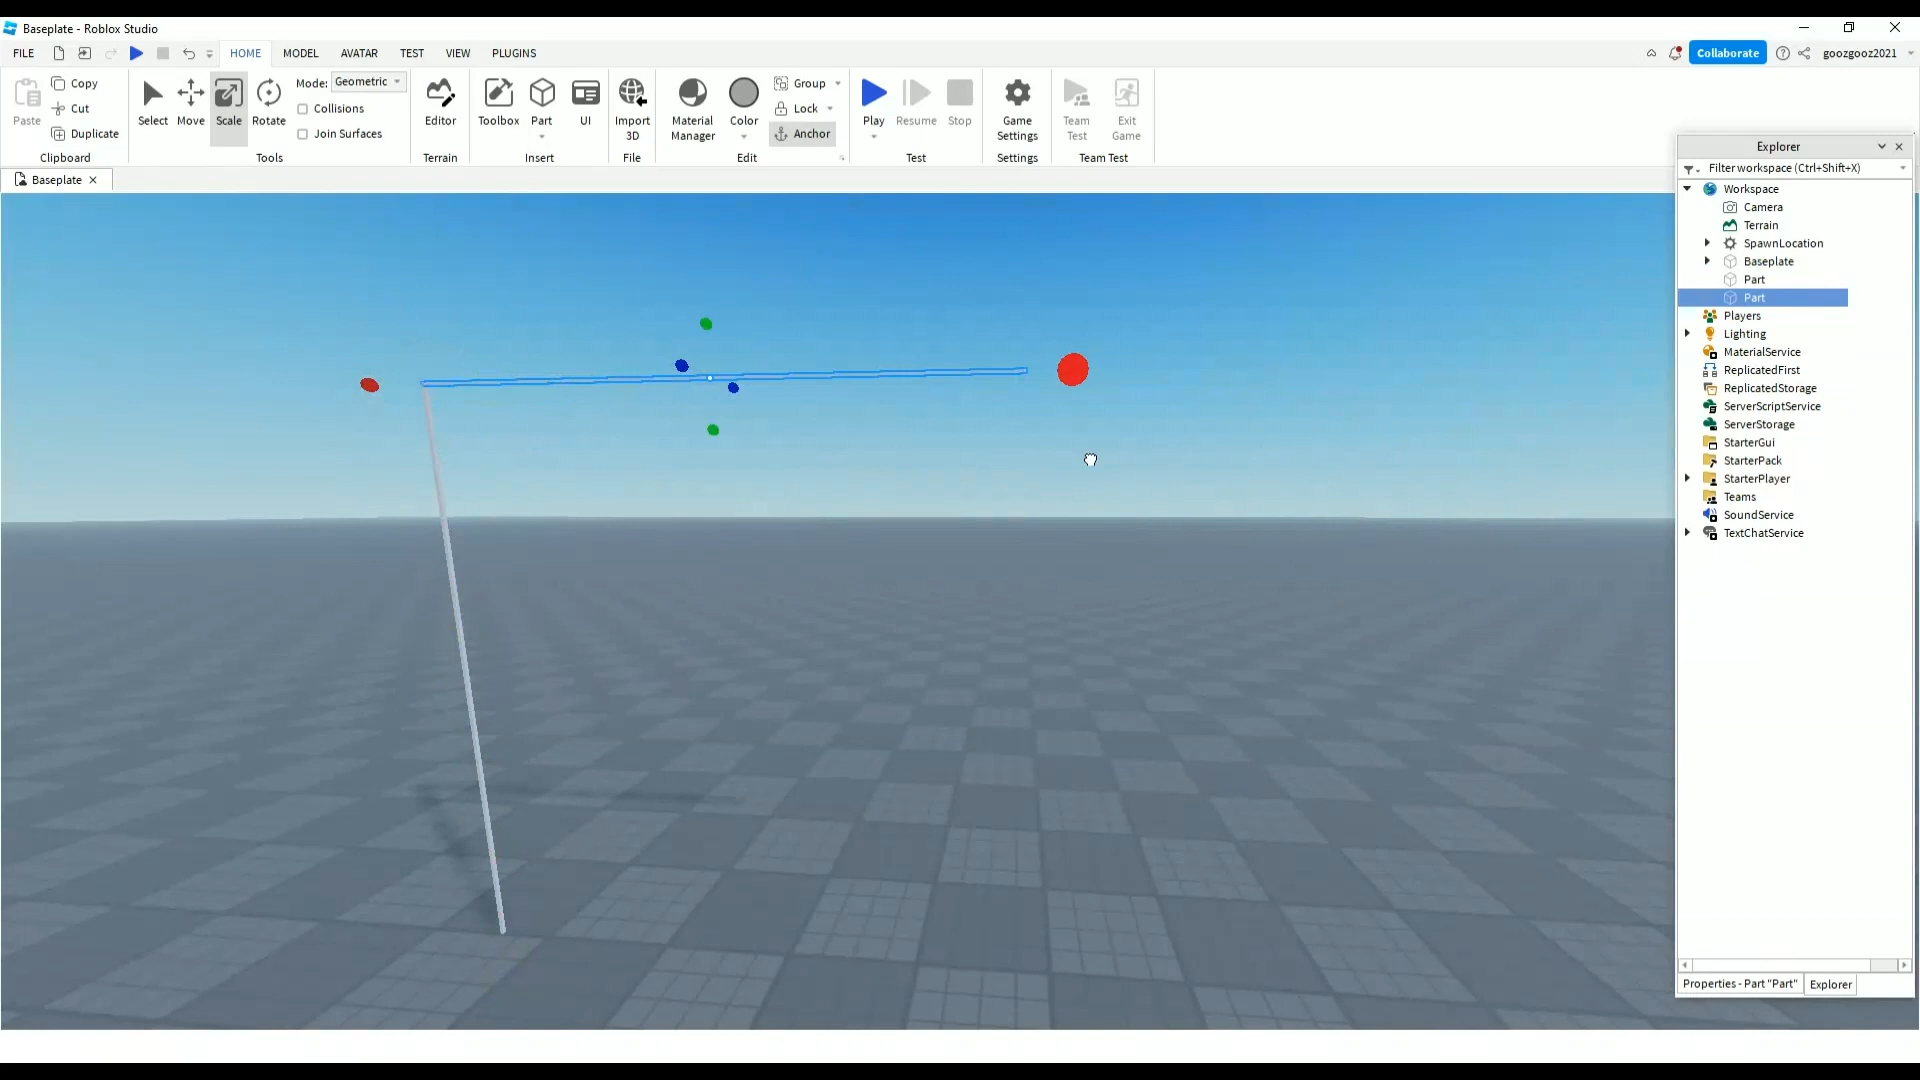 Baseplate - Roblox Studio
FILE HOME MODEL AVATAR TEST VIEW PLUGINS Collaborate goozgooz2021
Paste Copy Cut Duplicate Clipboard
Select Move Scale Rotate Mode: Geometric Collisions Join Surfaces Tools
Editor Terrain
Toolbox Part UI Insert
Import 3D File
Material Manager Color Group Lock Anchor Edit
Play Resume Stop Test
Game Settings Settings
Team Test Exit Game Team Test
Baseplate
Explorer
Filter workspace (Ctrl+Shift+X)
Workspace
Camera
Terrain
SpawnLocation
Baseplate
Part
Part
Players
Lighting
MaterialService
ReplicatedFirst
ReplicatedStorage
ServerScriptService
ServerStorage
StarterGui
StarterPack
StarterPlayer
Teams
SoundService
TextChatService
Properties - Part "Part" Explorer